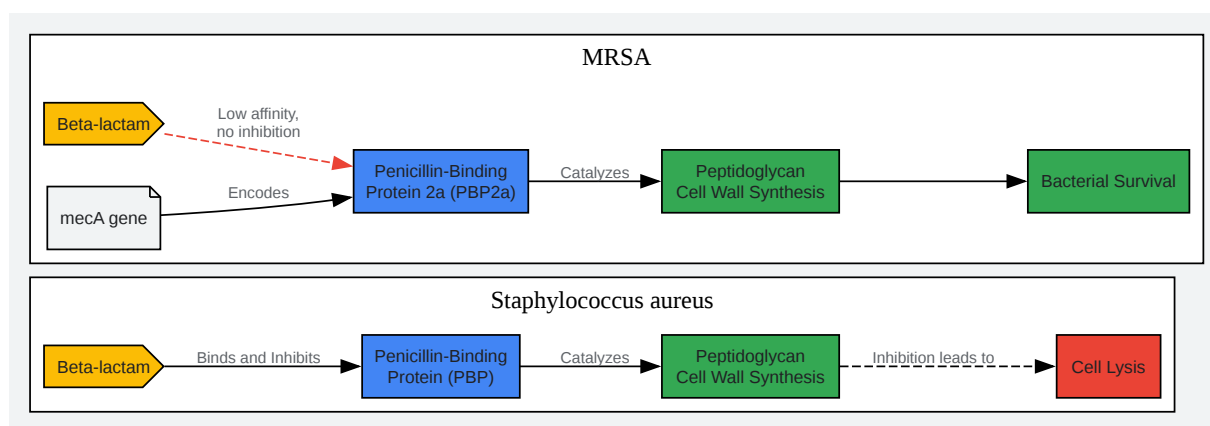 MRSA
Beta-lactam
Low affinity,
no inhibition
mecA gene
Encodes
Penicillin-Binding
Protein 2a (PBP2a)
Catalyzes
Peptidoglycan
Cell Wall Synthesis
Bacterial Survival
Staphylococcus aureus
Beta-lactam
Binds and Inhibits
Penicillin-Binding
Protein (PBP)
Catalyzes
Peptidoglycan
Cell Wall Synthesis
Inhibition leads to
Cell Lysis